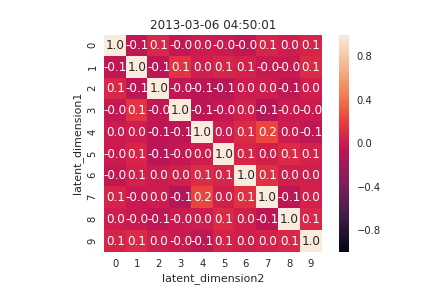 2013-03-06 04:50:01
latent_dimension1
0 1.0 -0.1 0.1 -0.0 0.0 -0.0 -0.0 0.1 0.0 0.1
1 -0.1 1.0 -0.1 0.1 0.0 0.1 0.1 -0.0 -0.0 0.1
2 0.1 -0.1 1.0 -0.0 -0.1 -0.1 0.0 0.0 -0.1 0.0
3 -0.0 0.1 -0.0 1.0 -0.1 -0.0 0.0 -0.1 -0.0 -0.0
4 0.0 0.0 -0.1 -0.1 1.0 0.0 0.1 0.2 0.0 -0.1
5 -0.0 0.1 -0.1 -0.0 0.0 1.0 0.1 0.0 0.1 0.1
6 -0.0 0.1 0.0 0.0 0.1 0.1 1.0 0.1 0.0 0.0
7 0.1 -0.0 0.0 -0.1 0.2 0.0 0.1 1.0 -0.1 0.0
8 0.0 -0.0 -0.1 -0.0 0.0 0.1 0.0 -0.1 1.0 0.1
9 0.1 0.1 0.0 -0.0 -0.1 0.1 0.0 0.0 0.1 1.0
0 1 2 3 4 5 6 7 8 9
latent_dimension2
0.8
0.4
0.0
−0.4
−0.8